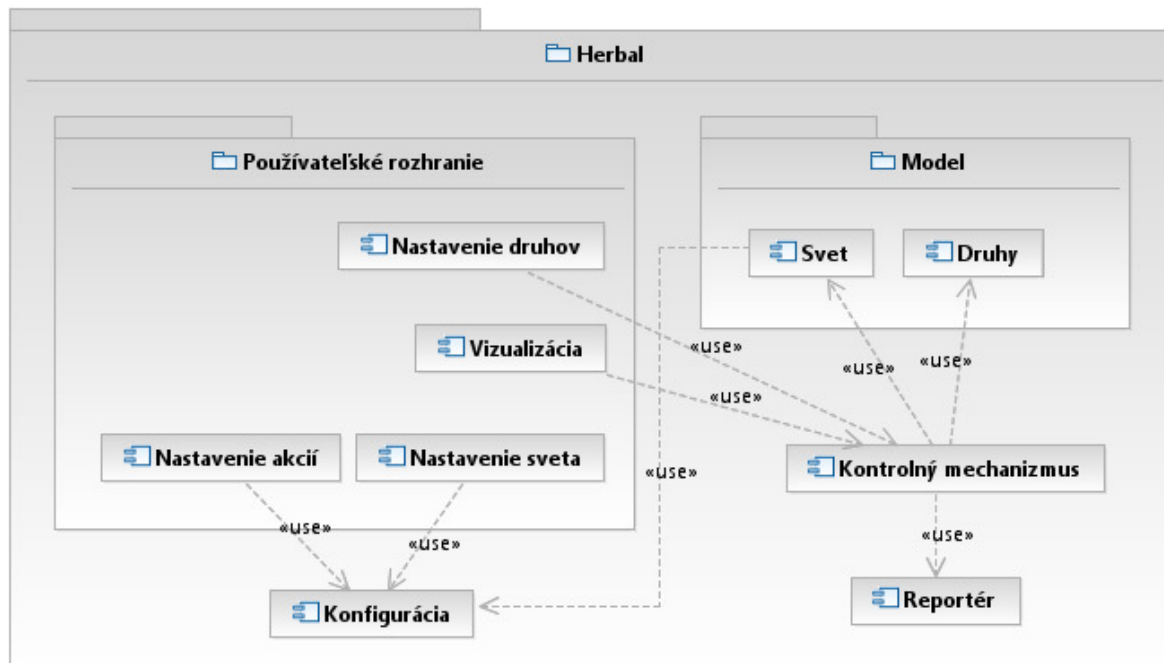 Herbal
Používateľské rozhranie
Model
Nastavenie druhov
Svet
Druhy
Vizualizácia
«use»
«use»
«use»
«use»
Nastavenie akcií
Nastavenie sveta
Kontrolný mechanizmus
«use»
«use»
«use»
«use»
Konfigurácia
Reportér